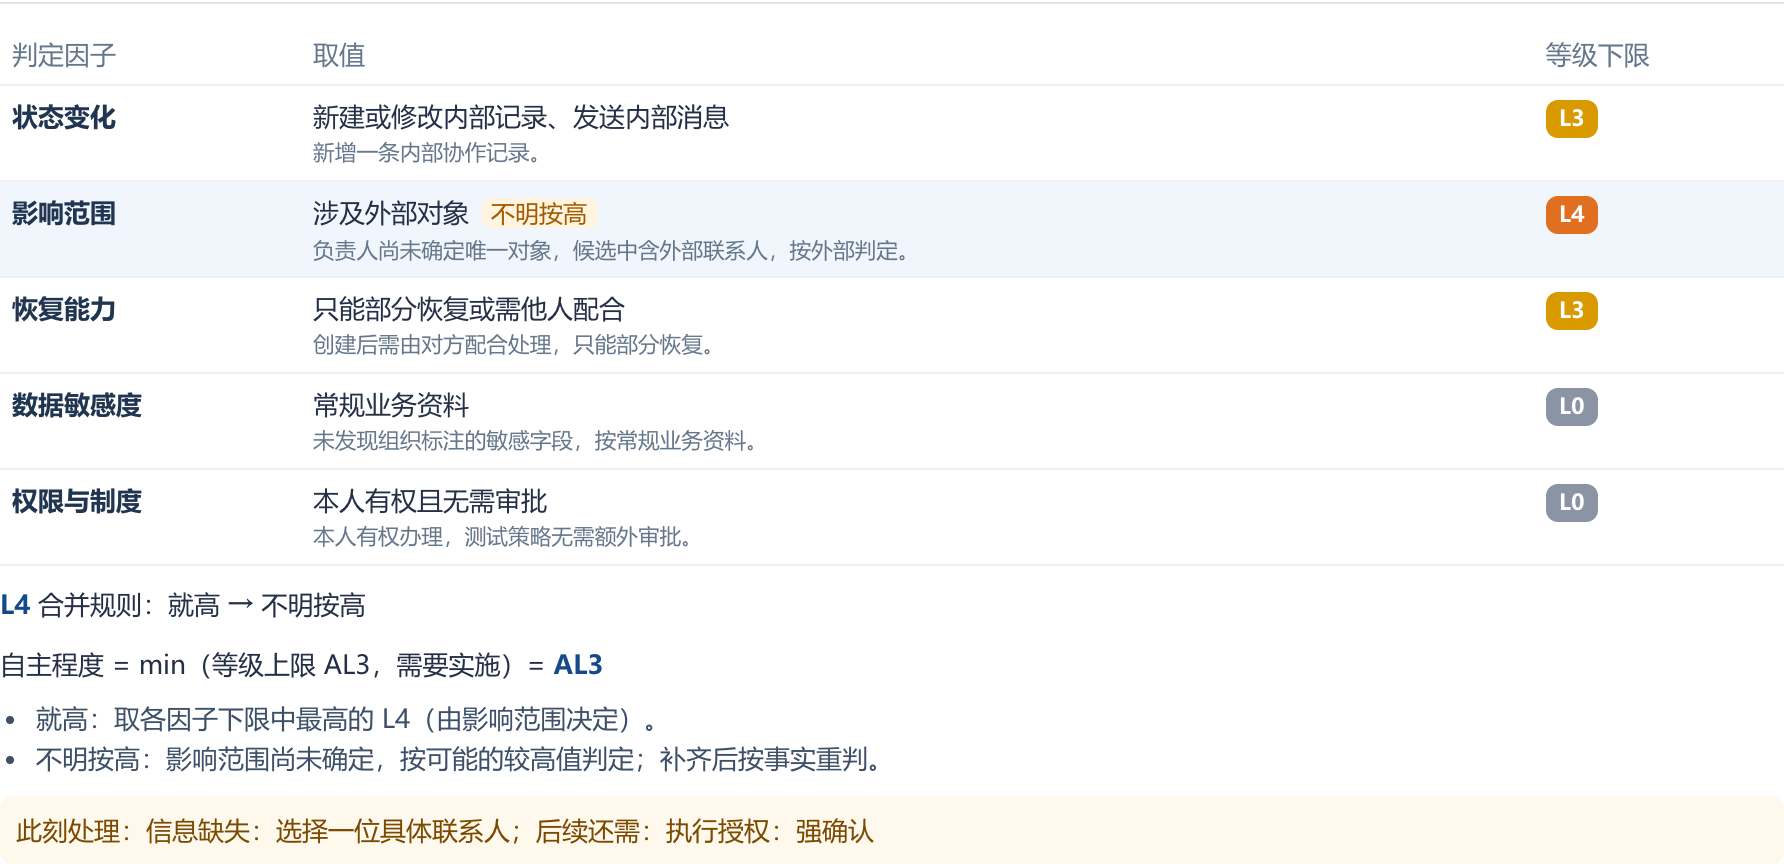 判定因子 取值 等级下限
状态变化 新建或修改内部记录、发送内部消息 L3
新增一条内部协作记录。
影响范围 涉及外部对象 不明按高 L4
负责人尚未确定唯一对象，候选中含外部联系人，按外部判定。
恢复能力 只能部分恢复或需他人配合 L3
创建后需由对方配合处理，只能部分恢复。
数据敏感度 常规业务资料 L0
未发现组织标注的敏感字段，按常规业务资料。
权限与制度 本人有权且无需审批 L0
本人有权办理，测试策略无需额外审批。
L4 合并规则：就高 → 不明按高
自主程度 = min（等级上限 AL3，需要实施）= AL3
• 就高：取各因子下限中最高的 L4（由影响范围决定）。
• 不明按高：影响范围尚未确定，按可能的较高值判定；补齐后按事实重判。
此刻处理：信息缺失：选择一位具体联系人；后续还需：执行授权：强确认